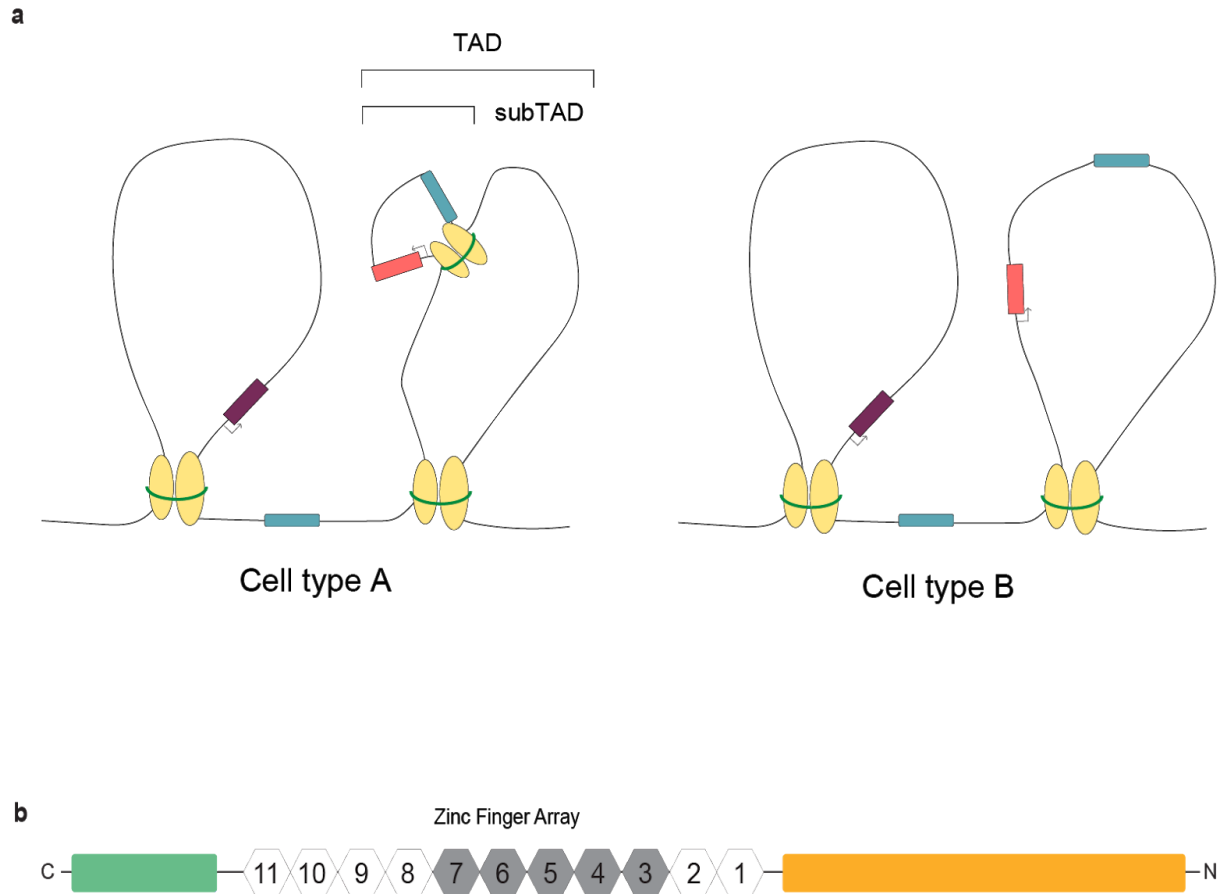 a
TAD
subTAD
Cell type A
Cell type B
b
Zinc Finger Array
C 11 10 9 8 7 6 5 4 3 2 1 N